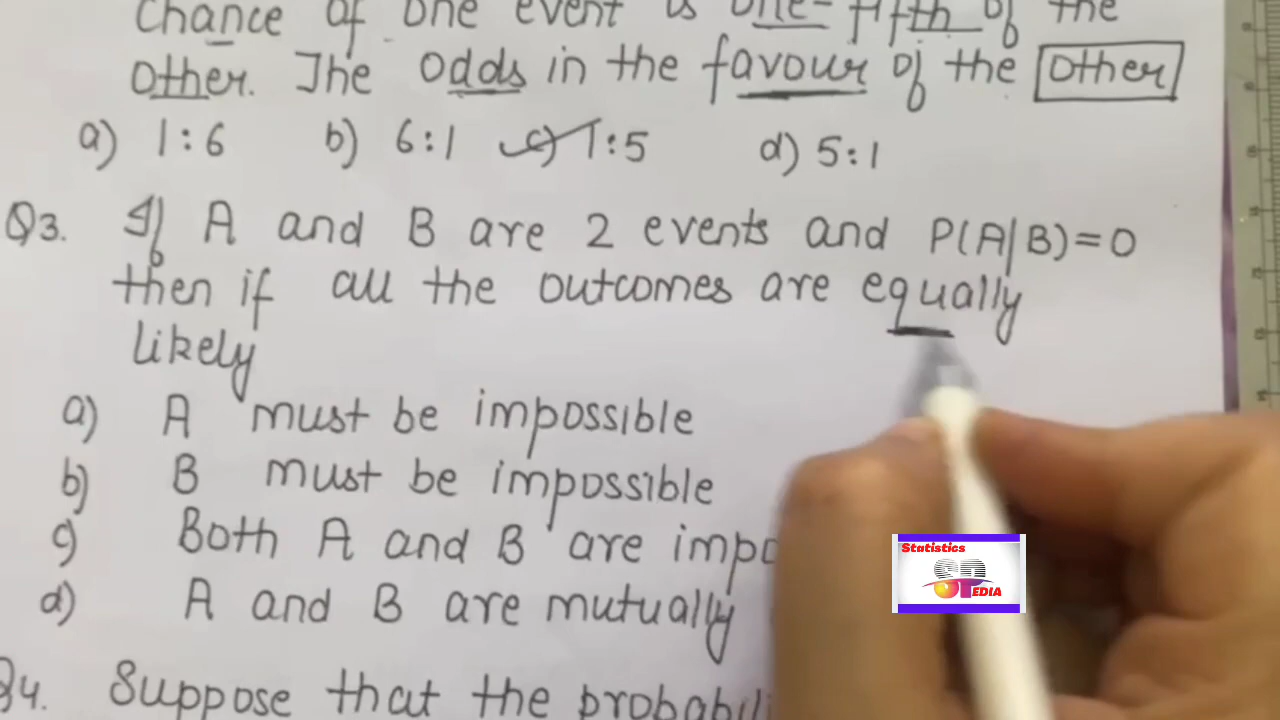 Chance of one event is one-fifth of the
other. The odds in the favour of the other
a) 1:6 b) 6:1 c) 1:5 d) 5:1
Q3. If A and B are 2 events and P(A|B)=0
then if all the outcomes are equally
likely
a) A must be impossible
b) B must be impossible
c) Both A and B are impo
d) A and B are mutually
Q4. Suppose that the probabili
Statistics
EDIA